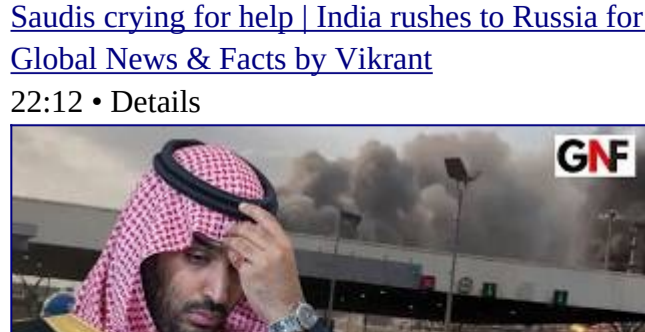 Saudis crying for help | India rushes to Russia for
Global News & Facts by Vikrant
22:12 • Details
GNF